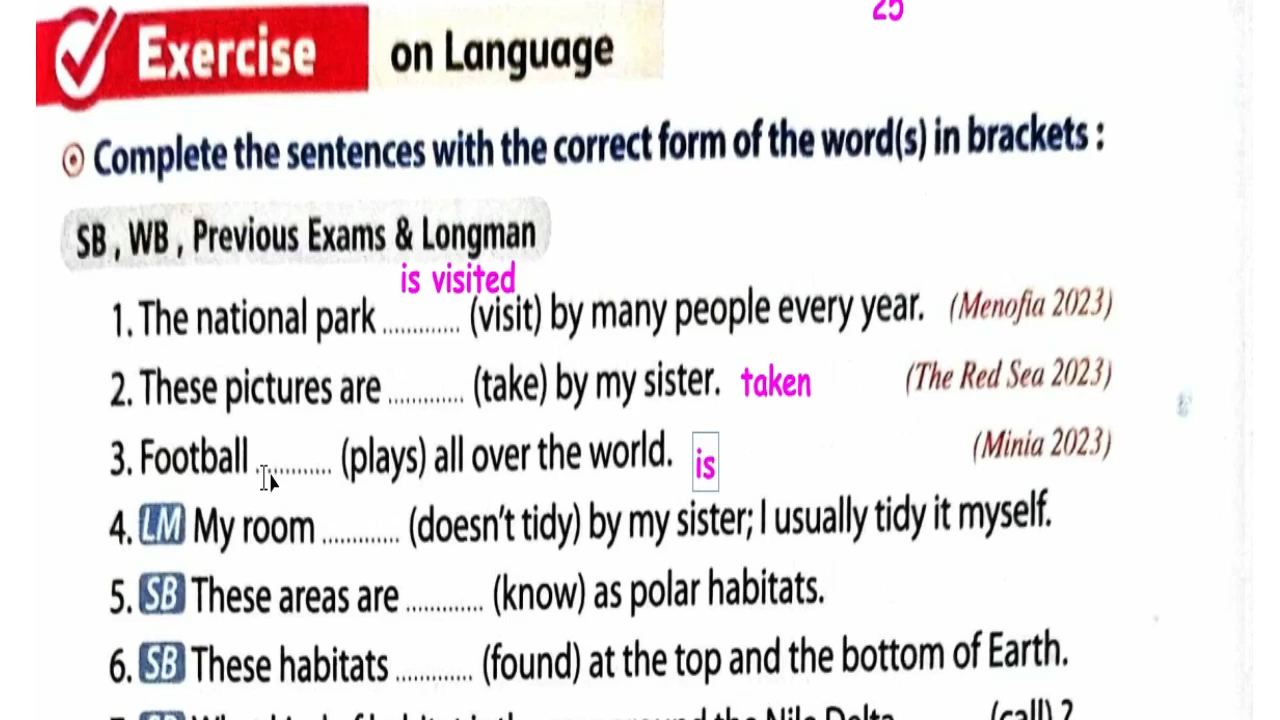 25
Exercise on Language
Complete the sentences with the correct form of the word(s) in brackets :
SB , WB , Previous Exams & Longman
is visited
1. The national park ............. (visit) by many people every year. (Menofia 2023)
2. These pictures are ............. (take) by my sister. taken (The Red Sea 2023)
3. Football ............. (plays) all over the world. is (Minia 2023)
4. LM My room ............. (doesn't tidy) by my sister; I usually tidy it myself.
5. SB These areas are ............. (know) as polar habitats.
6. SB These habitats ............. (found) at the top and the bottom of Earth.
the Nile Delta (call) ?